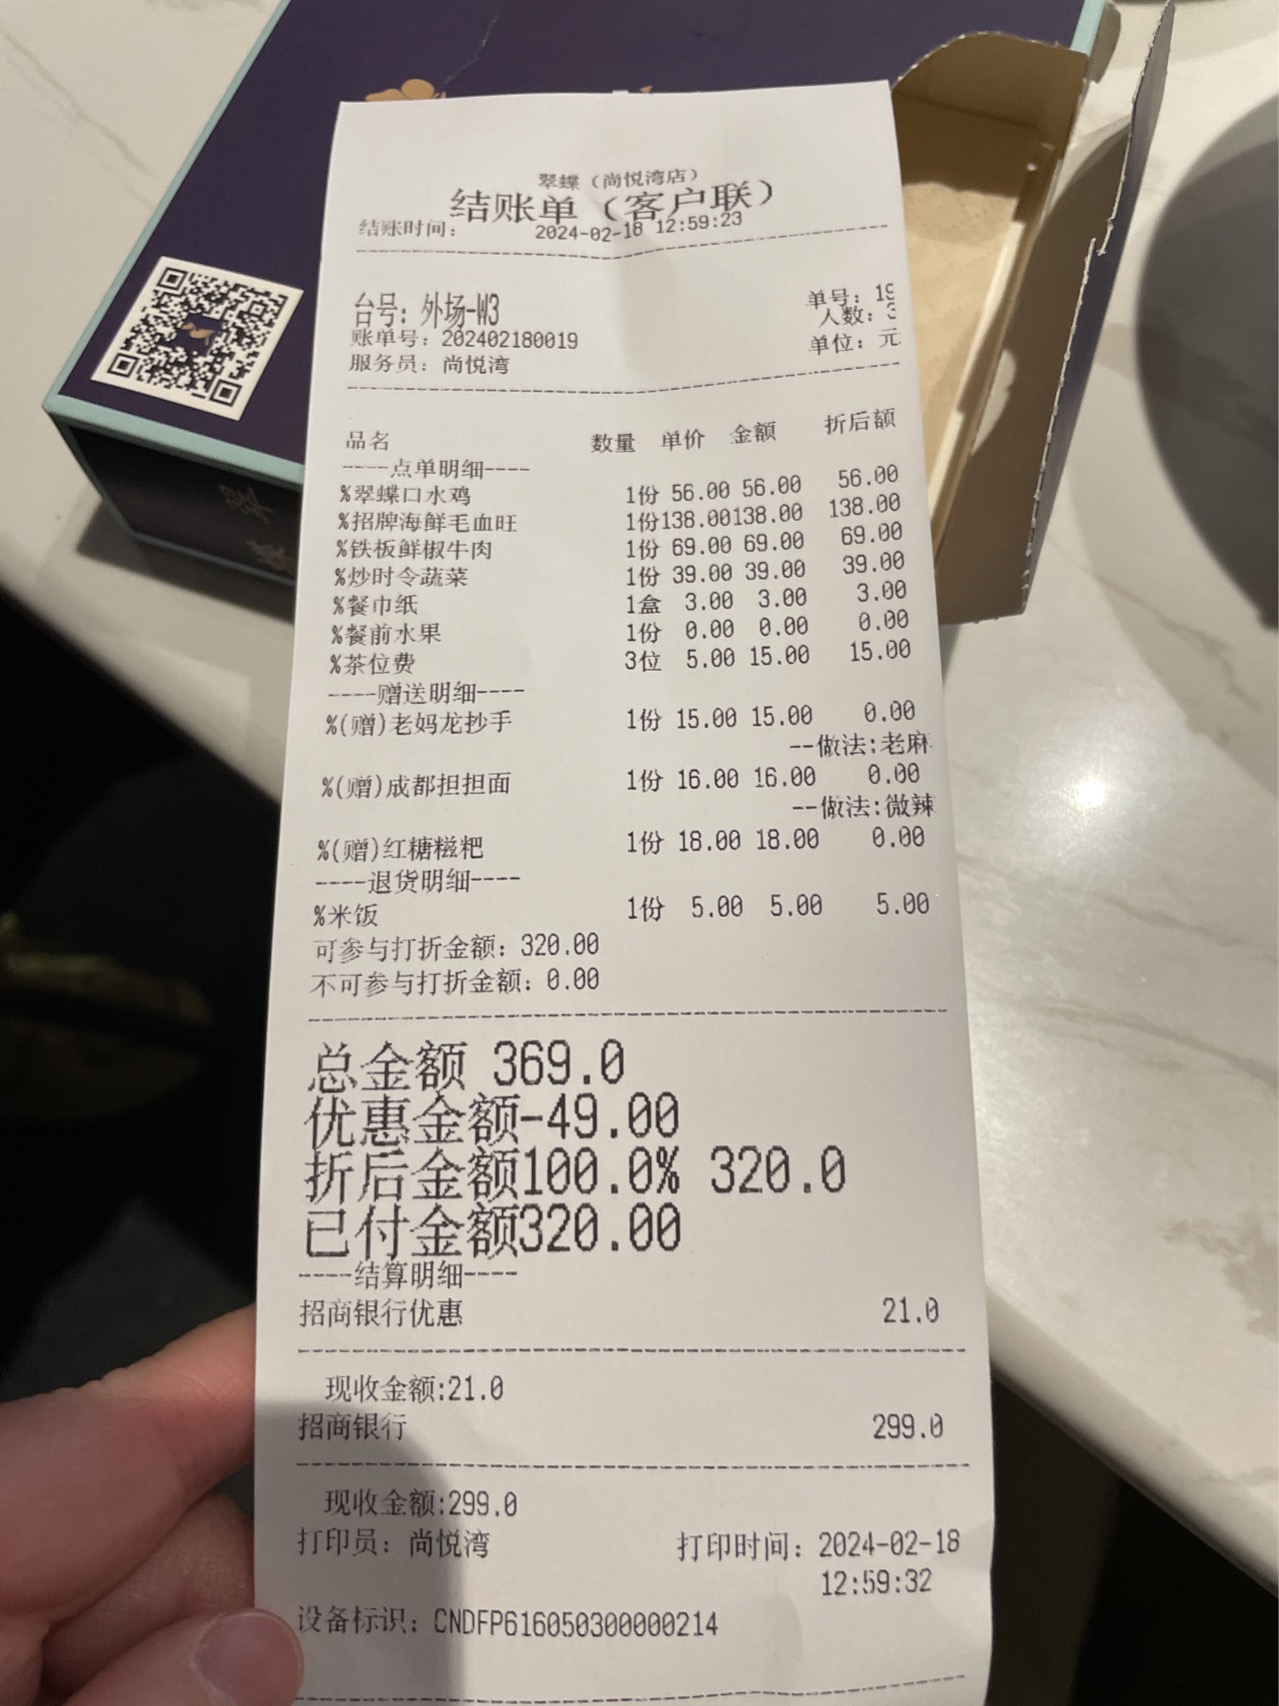 翠蝶（尚悦湾店）
结账单（客户联）
结账时间： 2024-02-18 12:59:23
台号：外场-W3 单号：19
人数：3
账单号：202402180019 单位：元
服务员：尚悦湾
品名 数量 单价 金额 折后额
----点单明细----
%翠蝶口水鸡 1份 56.00 56.00 56.00
%招牌海鲜毛血旺 1份138.00138.00 138.00
%铁板鲜椒牛肉 1份 69.00 69.00 69.00
%炒时令蔬菜 1份 39.00 39.00 39.00
%餐巾纸 1盒 3.00 3.00 3.00
%餐前水果 1份 0.00 0.00 0.00
%茶位费 3位 5.00 15.00 15.00
----赠送明细----
%(赠)老妈龙抄手 1份 15.00 15.00 0.00
--做法:老麻
%(赠)成都担担面 1份 16.00 16.00 0.00
--做法:微辣
%(赠)红糖糍粑 1份 18.00 18.00 0.00
----退货明细----
%米饭 1份 5.00 5.00 5.00
可参与打折金额：320.00
不可参与打折金额：0.00
总金额 369.0
优惠金额-49.00
折后金额100.0% 320.0
已付金额320.00
----结算明细----
招商银行优惠 21.0
现收金额:21.0
招商银行 299.0
现收金额:299.0
打印员：尚悦湾 打印时间：2024-02-18
12:59:32
设备标识：CNDFP616050300000214
翠